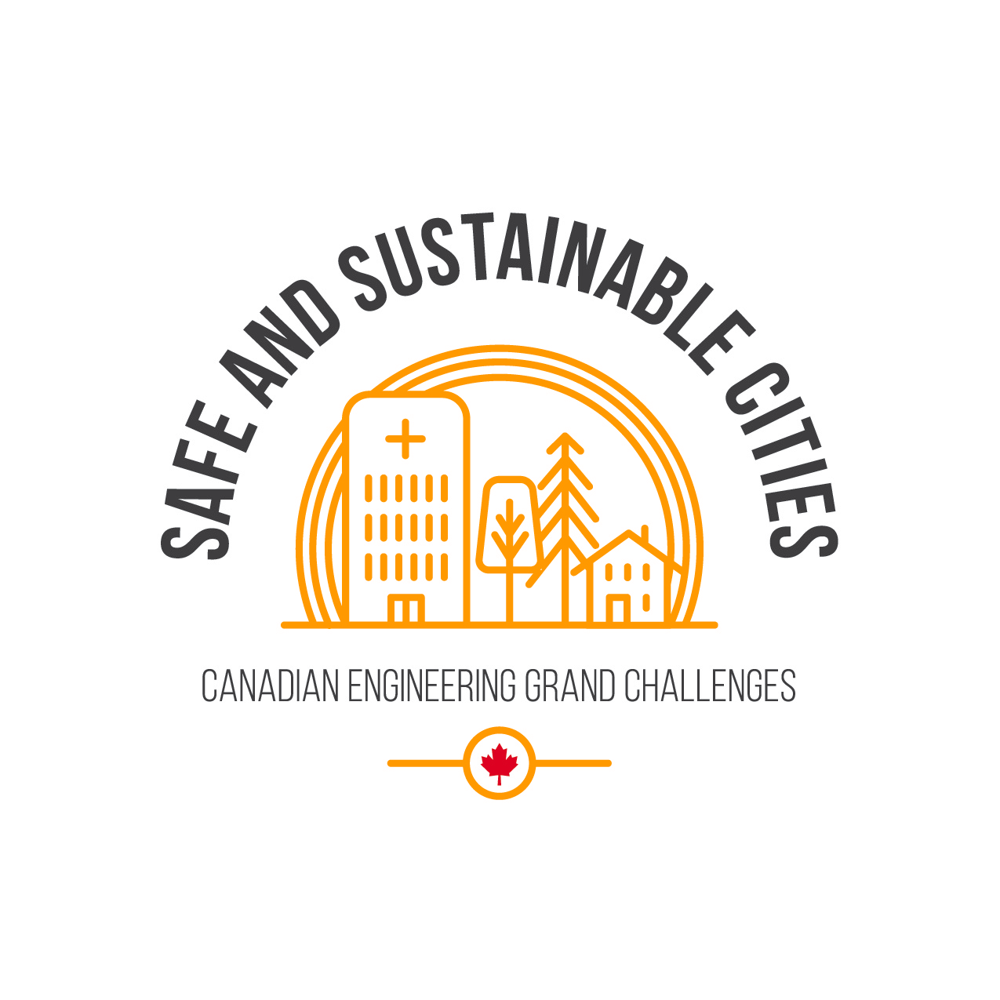 SAFE AND SUSTAINABLE CITIES
CANADIAN ENGINEERING GRAND CHALLENGES